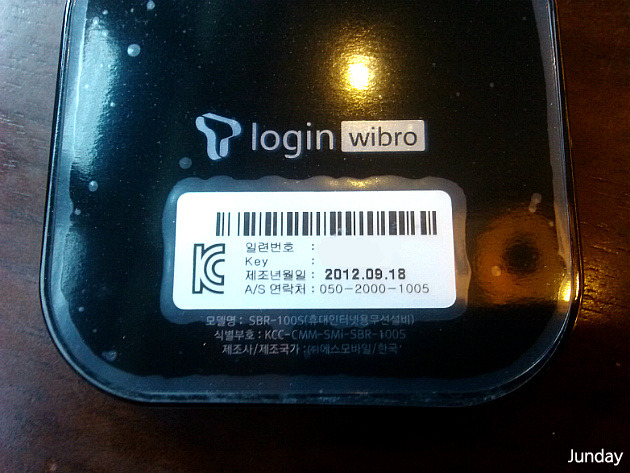 T login wibro
일련번호 :
Key :
제조년월일 : 2012.09.18
A/S 연락처 : 050-2000-1005
모델명 : SBR-100S(휴대인터넷용무선설비)
식별부호 : KCC-CMM-SMi-SBR-100S
제조사/제조국가 : (주)에스모바일/한국
Junday